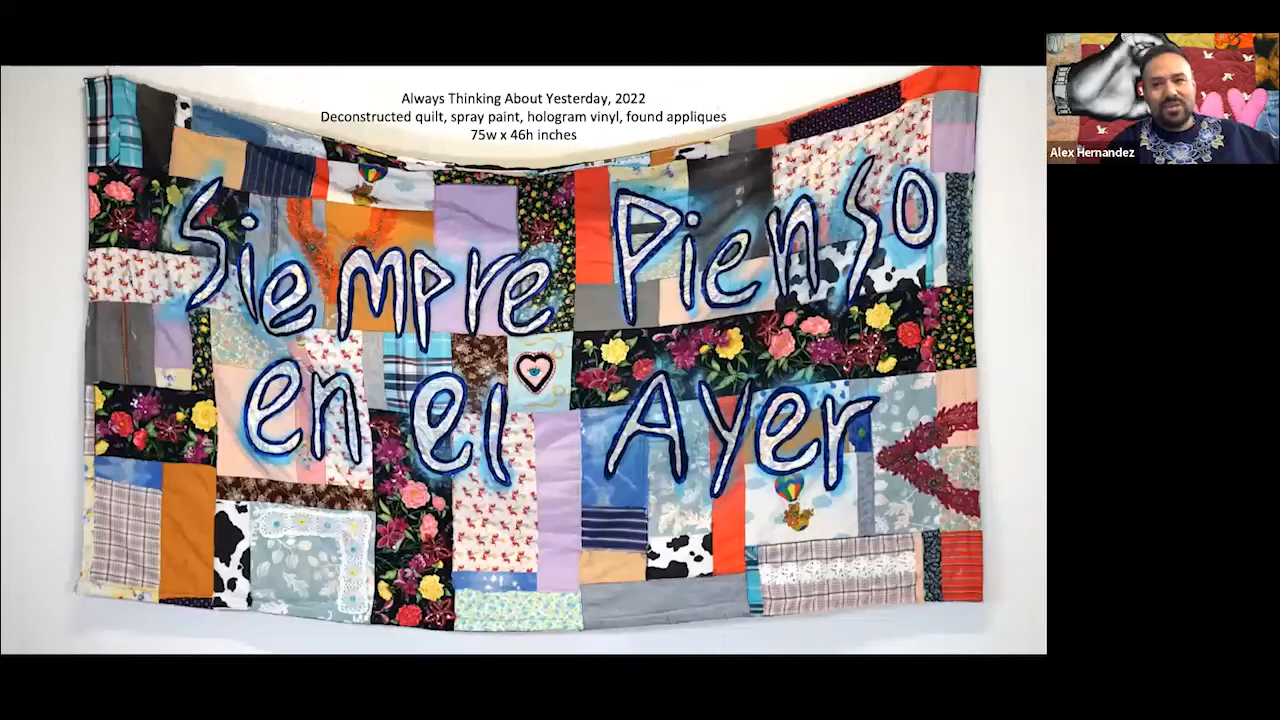 Always Thinking About Yesterday, 2022
Deconstructed quilt, spray paint, hologram vinyl, found appliques
75w x 46h inches
Siempre Pienso
en el Ayer
Alex Hernandez